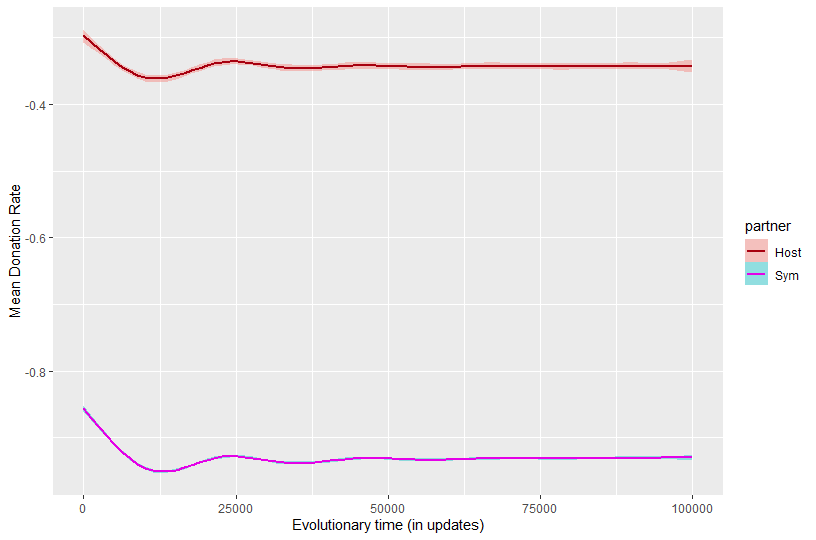 Mean Donation Rate
-0.4
-0.6
-0.8
0
25000
50000
75000
100000
Evolutionary time (in updates)
partner
Host
Sym